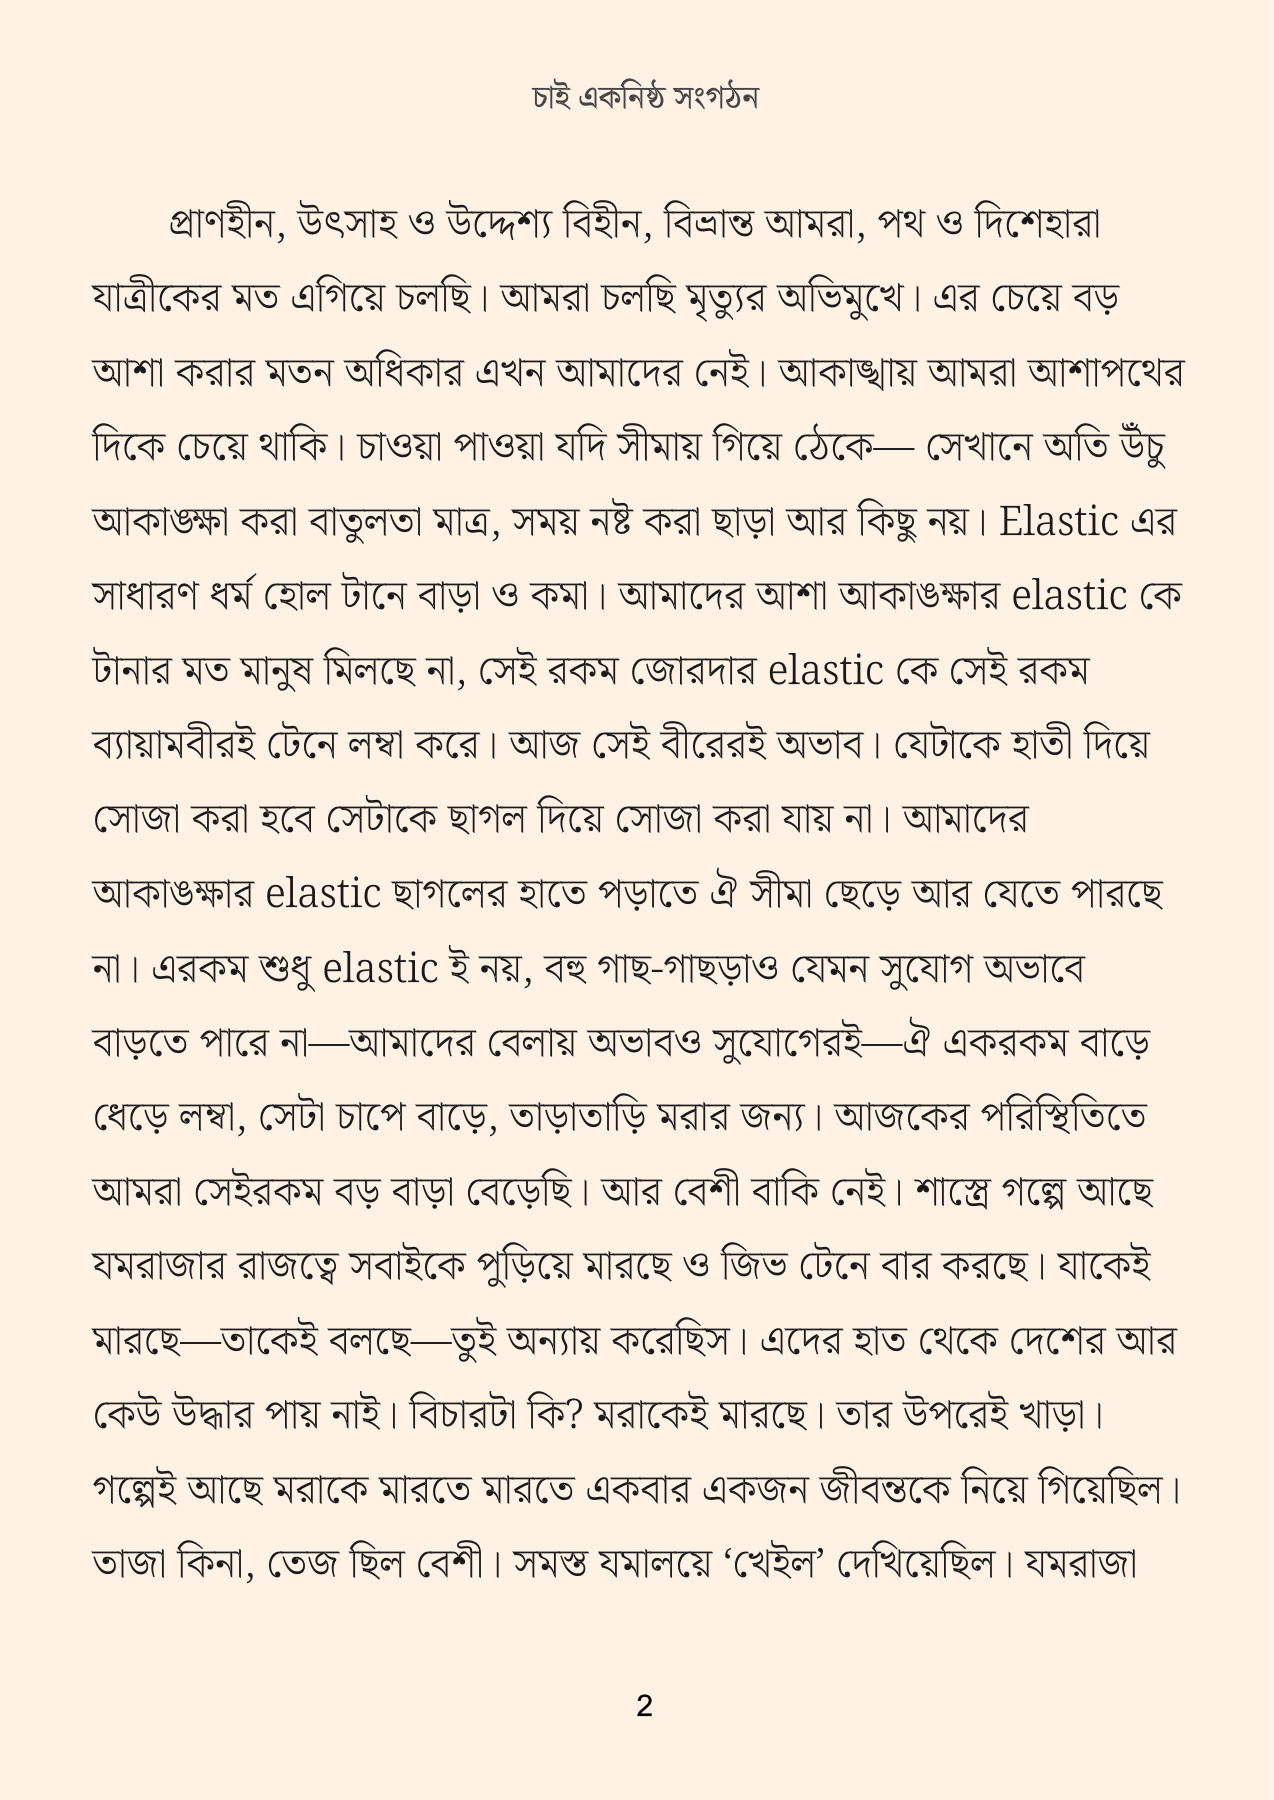 চাই একনিষ্ঠ সংগঠন
প্রাণহীন, উৎসাহ ও উদ্দেশ্য বিহীন, বিভ্রান্ত আমরা, পথ ও দিশেহারা
যাত্রীকের মত এগিয়ে চলছি। আমরা চলছি মৃত্যুর অভিমুখে। এর চেয়ে বড়
আশা করার মতন অধিকার এখন আমাদের নেই। আকাঙ্খায় আমরা আশাপথের
দিকে চেয়ে থাকি। চাওয়া পাওয়া যদি সীমায় গিয়ে ঠেকে— সেখানে অতি উঁচু
আকাঙ্ক্ষা করা বাতুলতা মাত্র, সময় নষ্ট করা ছাড়া আর কিছু নয়। Elastic এর
সাধারণ ধর্ম হোল টানে বাড়া ও কমা। আমাদের আশা আকাঙক্ষার elastic কে
টানার মত মানুষ মিলছে না, সেই রকম জোরদার elastic কে সেই রকম
ব্যায়ামবীরই টেনে লম্বা করে। আজ সেই বীরেরই অভাব। যেটাকে হাতী দিয়ে
সোজা করা হবে সেটাকে ছাগল দিয়ে সোজা করা যায় না। আমাদের
আকাঙক্ষার elastic ছাগলের হাতে পড়াতে ঐ সীমা ছেড়ে আর যেতে পারছে
না। এরকম শুধু elastic ই নয়, বহু গাছ-গাছড়াও যেমন সুযোগ অভাবে
বাড়তে পারে না—আমাদের বেলায় অভাবও সুযোগেরই—ঐ একরকম বাড়ে
ধেড়ে লম্বা, সেটা চাপে বাড়ে, তাড়াতাড়ি মরার জন্য। আজকের পরিস্থিতিতে
আমরা সেইরকম বড় বাড়া বেড়েছি। আর বেশী বাকি নেই। শাস্ত্রে গল্পে আছে
যমরাজার রাজত্বে সবাইকে পুড়িয়ে মারছে ও জিভ টেনে বার করছে। যাকেই
মারছে—তাকেই বলছে—তুই অন্যায় করেছিস। এদের হাত থেকে দেশের আর
কেউ উদ্ধার পায় নাই। বিচারটা কি? মরাকেই মারছে। তার উপরেই খাড়া।
গল্পেই আছে মরাকে মারতে মারতে একবার একজন জীবন্তকে নিয়ে গিয়েছিল।
তাজা কিনা, তেজ ছিল বেশী। সমস্ত যমালয়ে ‘খেইল’ দেখিয়েছিল। যমরাজা
2